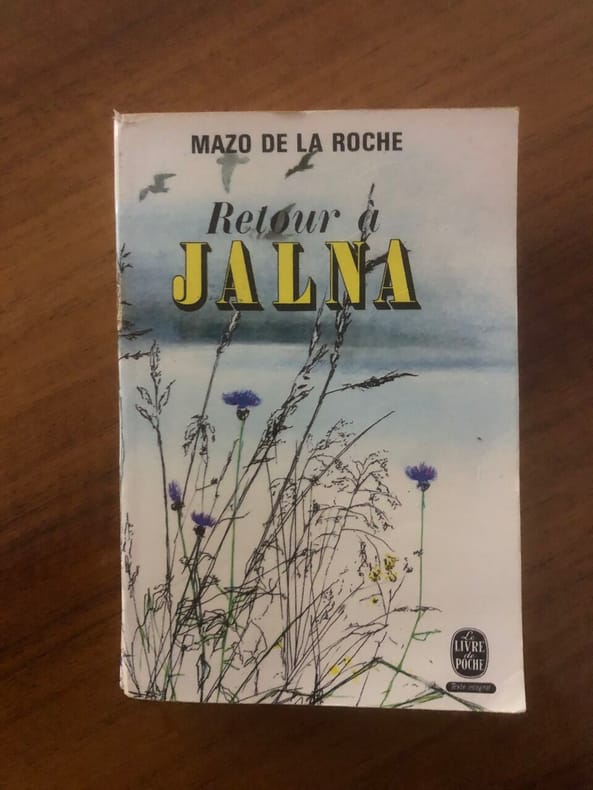 MAZO DE LA ROCHE
Retour à
JALNA
Le
LIVRE
de
POCHE
Texte intégral